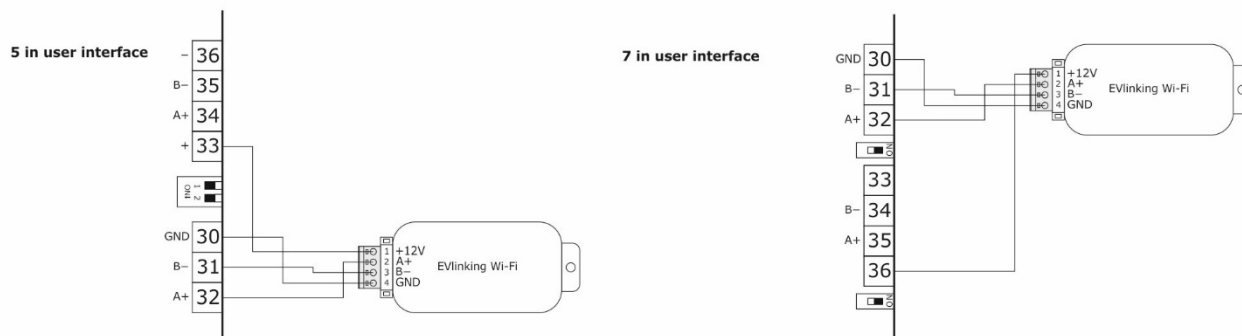 5 in user interface
− 36
B− 35
A+ 34
+ 33
1
2
ON
GND 30
B− 31
A+ 32
1 +12V
2 A+
3 B−
4 GND
EVlinking Wi-Fi
7 in user interface
GND 30
B− 31
A+ 32
ON
33
B− 34
A+ 35
36
ON
1 +12V
2 A+
3 B−
4 GND
EVlinking Wi-Fi